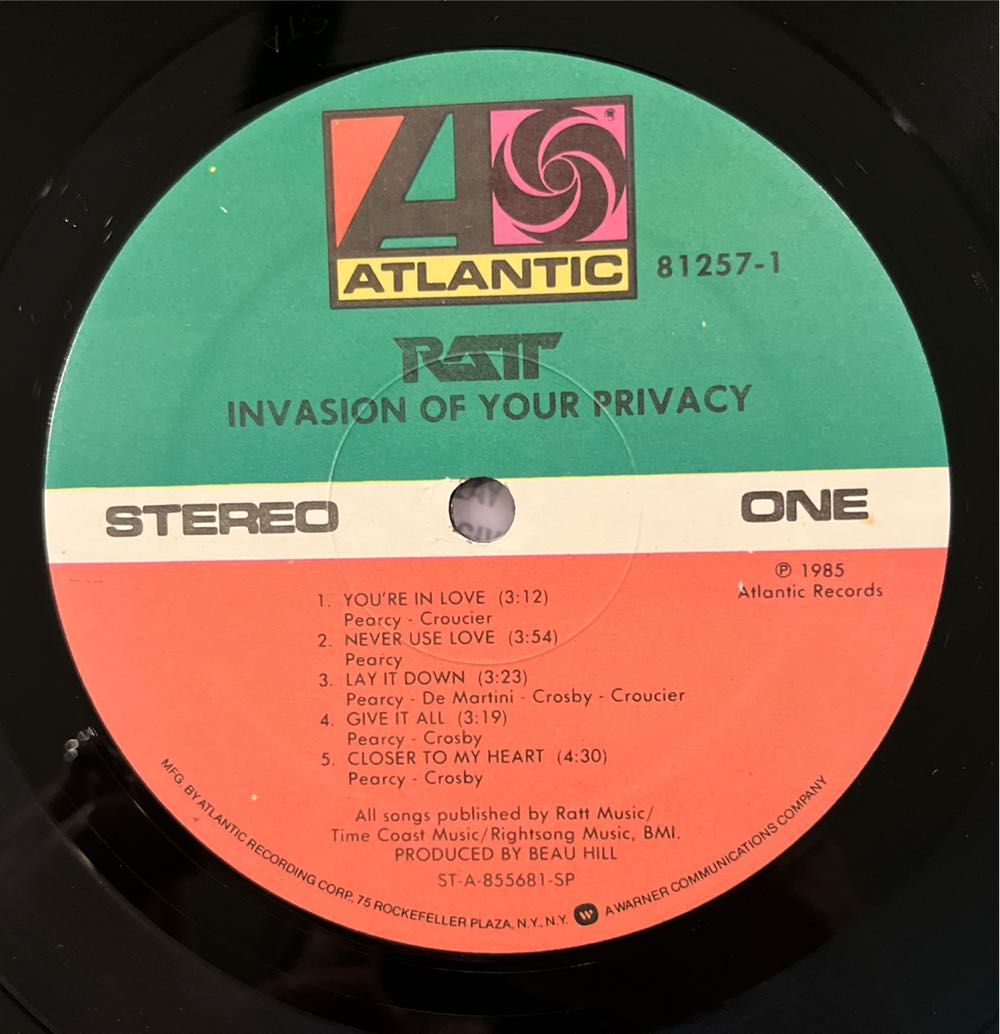 ATLANTIC
81257-1
RATT
INVASION OF YOUR PRIVACY
STEREO
ONE
℗ 1985
Atlantic Records
1. YOU'RE IN LOVE (3:12)
Pearcy - Croucier
2. NEVER USE LOVE (3:54)
Pearcy
3. LAY IT DOWN (3:23)
Pearcy - De Martini - Crosby - Croucier
4. GIVE IT ALL (3:19)
Pearcy - Crosby
5. CLOSER TO MY HEART (4:30)
Pearcy - Crosby
All songs published by Ratt Music/
Time Coast Music/Rightsong Music, BMI.
PRODUCED BY BEAU HILL
ST-A-855681-SP
MFG. BY ATLANTIC RECORDING CORP., 75 ROCKEFELLER PLAZA, N.Y., N.Y. A WARNER COMMUNICATIONS COMPANY